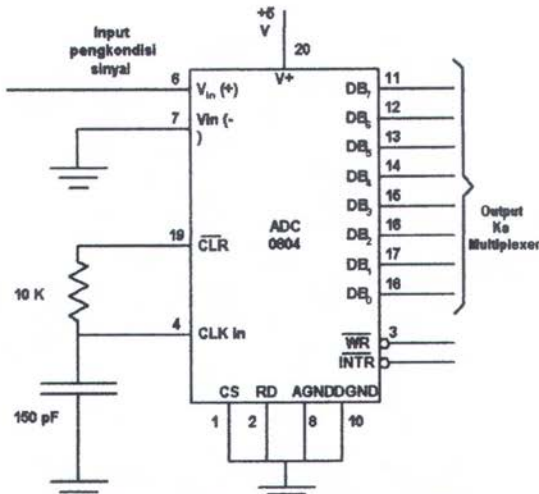 +5
V
Input
pengkondisi
sinyal
20
V+
6
Vin (+)
7
Vin (-
)
DB7
11
DB6
12
DB5
13
DB4
14
DB3
15
DB2
16
DB1
17
DB0
18
ADC
0804
Output
Ke
Multiplexer
19
CLR
10 K
4
CLK in
WR
3
INTR
150 pF
CS
RD
AGND
DGND
1
2
8
10